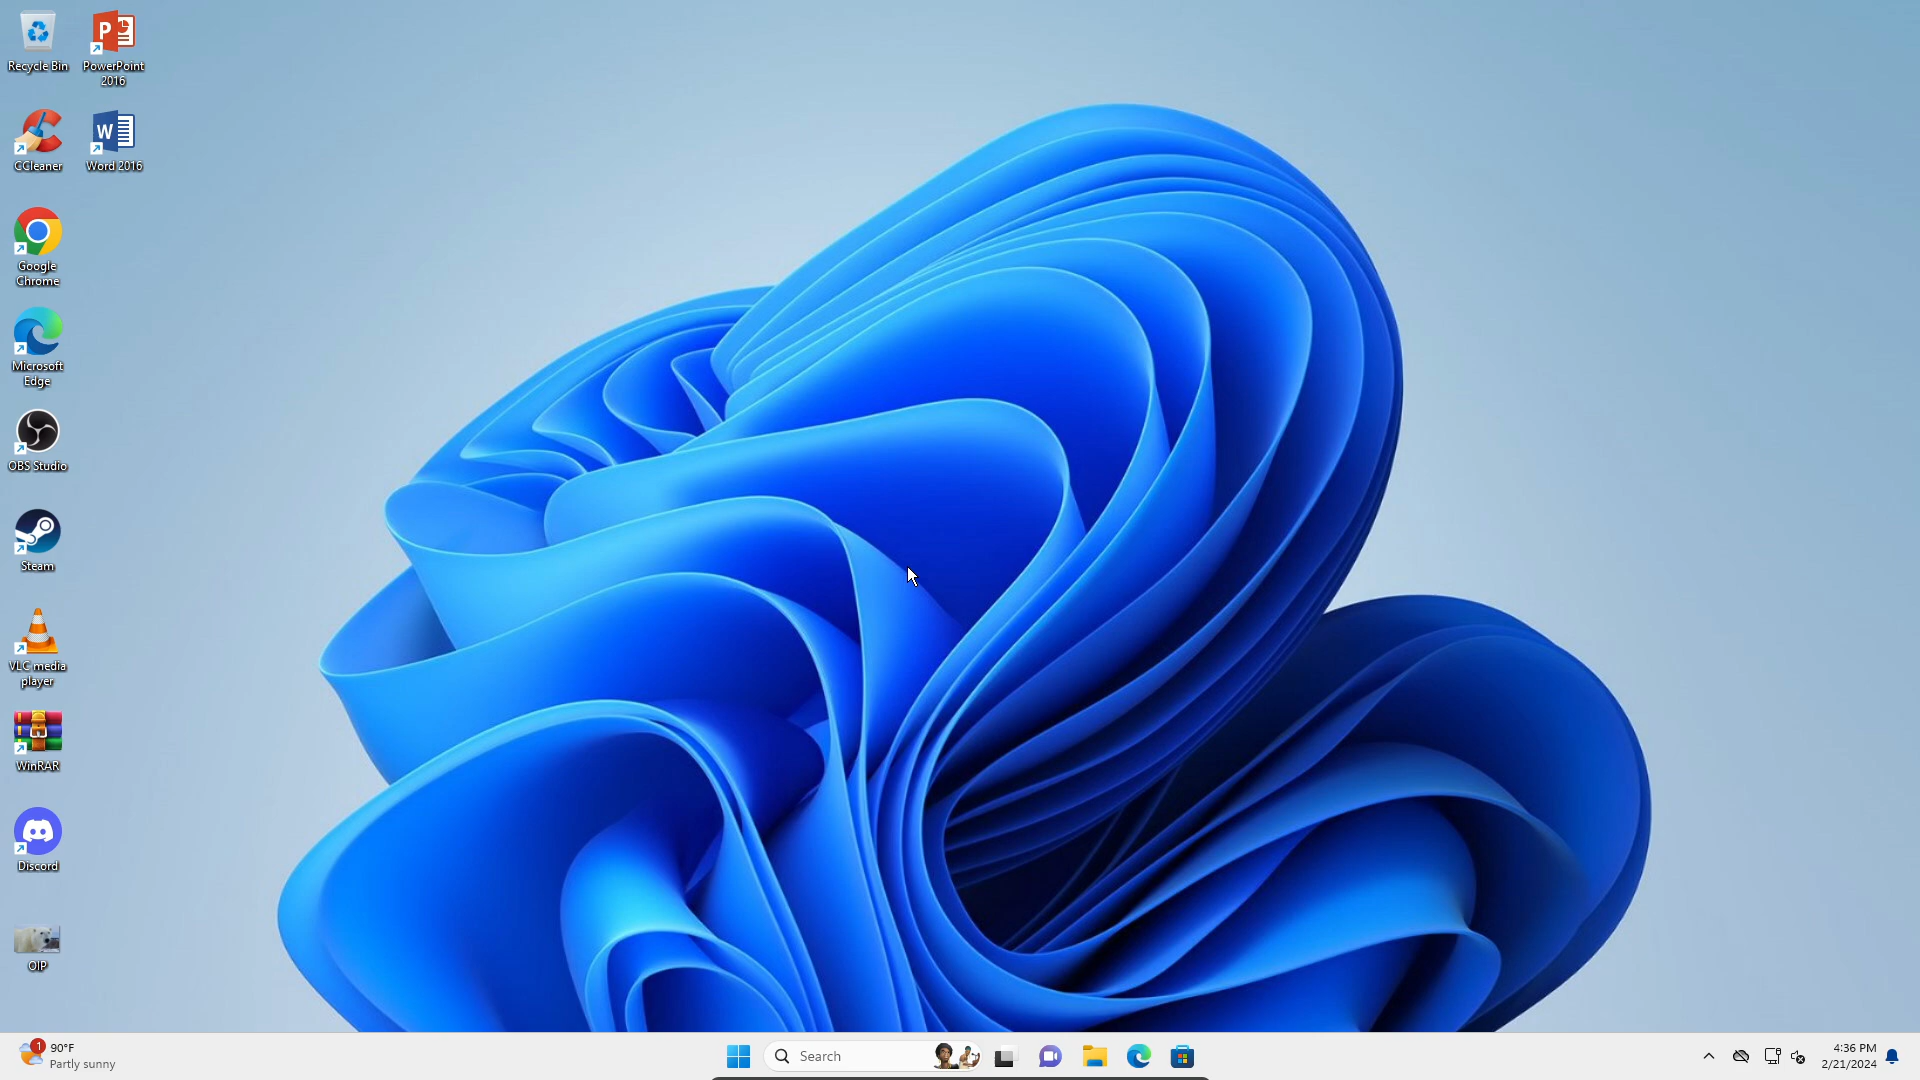 Recycle Bin
PowerPoint
2016
CCleaner
Word 2016
Google
Chrome
Microsoft
Edge
OBS Studio
Steam
VLC media
player
WinRAR
Discord
OIP
1
90°F
Partly sunny
Search
4:36 PM
2/21/2024